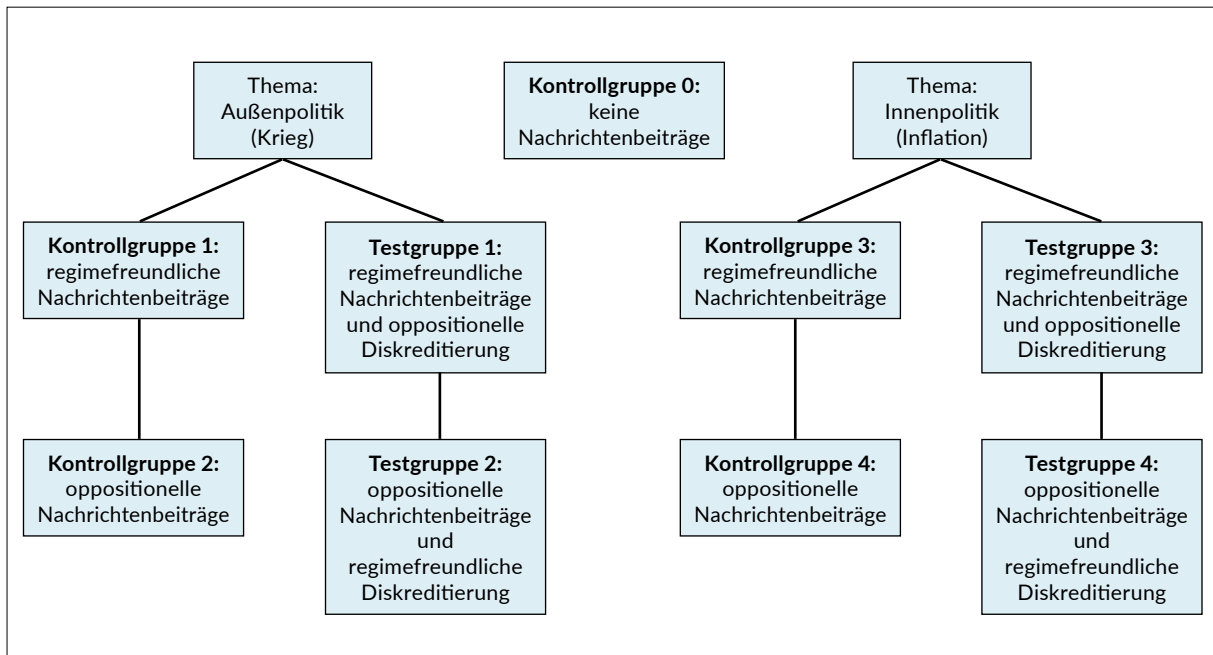 Thema:
Außenpolitik
(Krieg)
Kontrollgruppe 0:
keine
Nachrichtenbeiträge
Thema:
Innenpolitik
(Inflation)
Kontrollgruppe 1:
regimefreundliche
Nachrichtenbeiträge
Testgruppe 1:
regimefreundliche
Nachrichtenbeiträge
und oppositionelle
Diskreditierung
Kontrollgruppe 3:
regimefreundliche
Nachrichtenbeiträge
Testgruppe 3:
regimefreundliche
Nachrichtenbeiträge
und oppositionelle
Diskreditierung
Kontrollgruppe 2:
oppositionelle
Nachrichtenbeiträge
Testgruppe 2:
oppositionelle
Nachrichtenbeiträge
und
regimefreundliche
Diskreditierung
Kontrollgruppe 4:
oppositionelle
Nachrichtenbeiträge
Testgruppe 4:
oppositionelle
Nachrichtenbeiträge
und
regimefreundliche
Diskreditierung